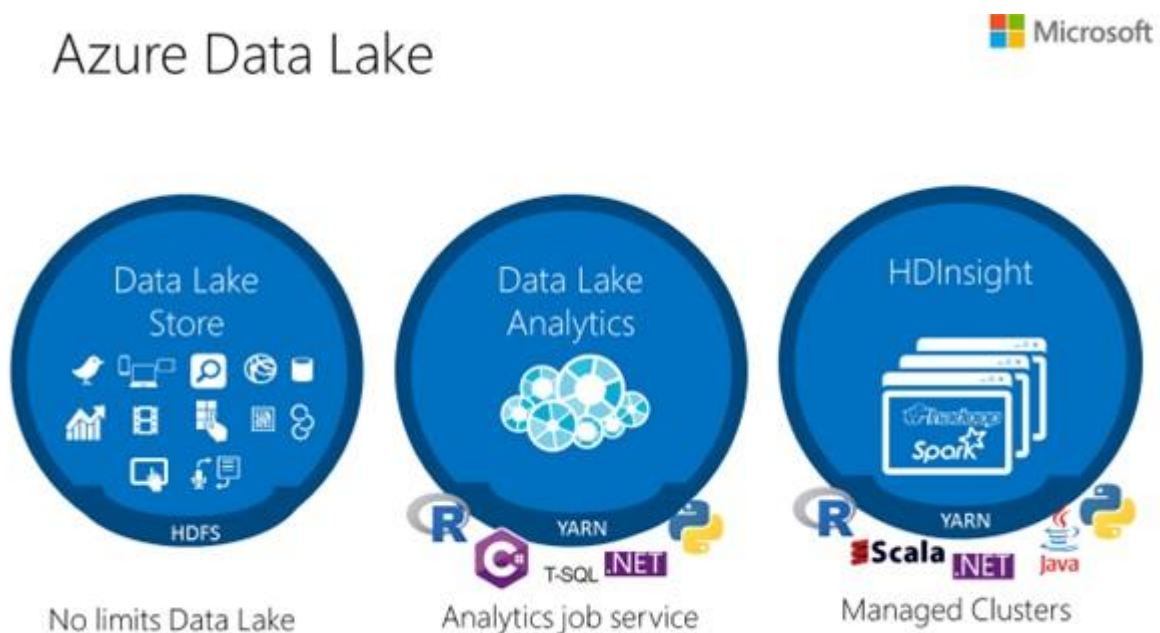 Azure Data Lake
Microsoft
Data Lake
Store
HDFS
No limits Data Lake
Data Lake
Analytics
YARN
R
C#
T-SQL
.NET
Analytics job service
HDInsight
hadoop
Spark
YARN
R
Scala
.NET
Java
Managed Clusters